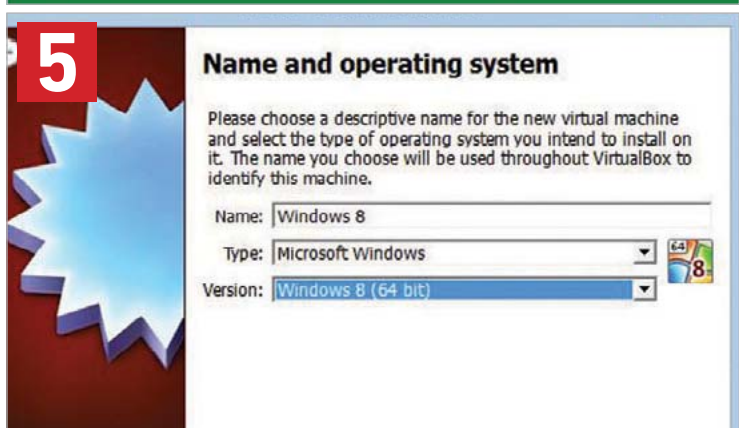 5
Name and operating system
Please choose a descriptive name for the new virtual machine
and select the type of operating system you intend to install on
it. The name you choose will be used throughout VirtualBox to
identify this machine.
Name: Windows 8
Type: Microsoft Windows
64
8
Version: Windows 8 (64 bit)